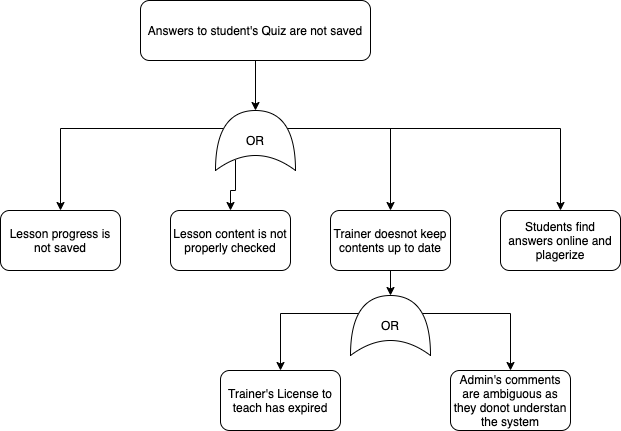 Answers to student's Quiz are not saved
OR
Lesson progress is
not saved
Lesson content is not
properly checked
Trainer doesnot keep
contents up to date
Students find
answers online and
plagerize
OR
Trainer's License to
teach has expired
Admin's comments
are ambiguous as
they donot understan
the system